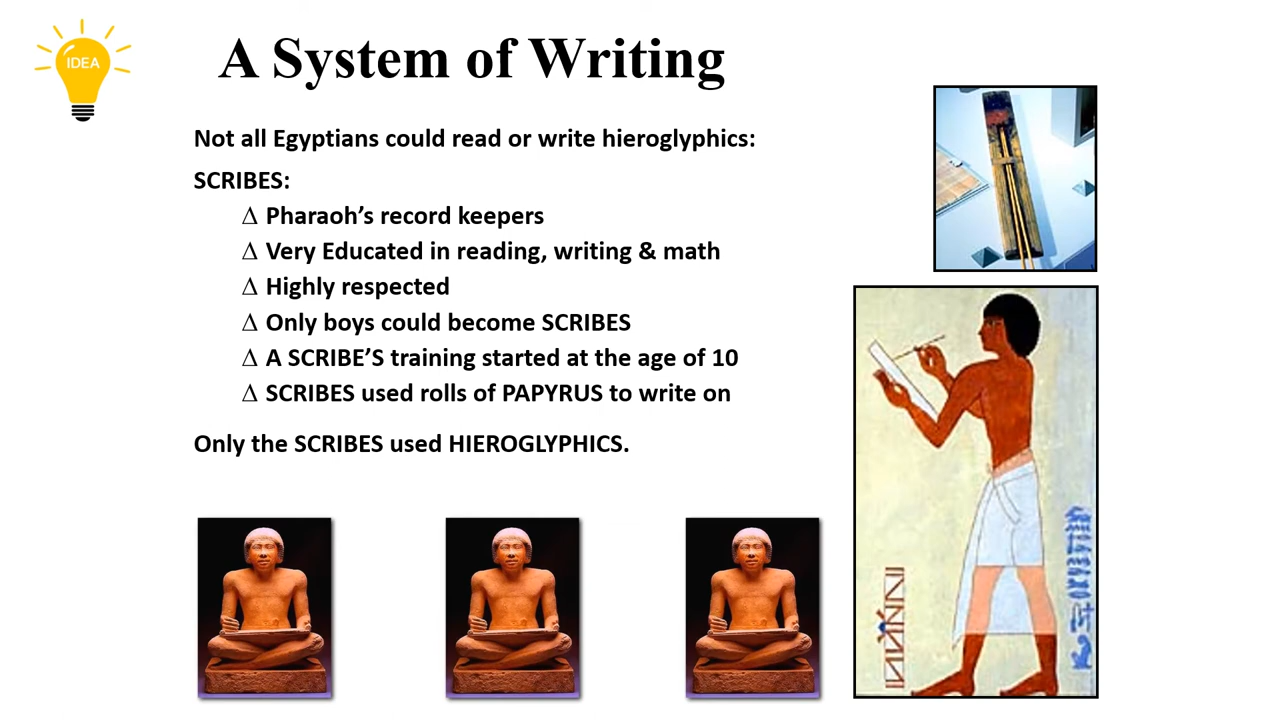 IDEA
A System of Writing
Not all Egyptians could read or write hieroglyphics:
SCRIBES:
∆ Pharaoh’s record keepers
∆ Very Educated in reading, writing & math
∆ Highly respected
∆ Only boys could become SCRIBES
∆ A SCRIBE’S training started at the age of 10
∆ SCRIBES used rolls of PAPYRUS to write on
Only the SCRIBES used HIEROGLYPHICS.